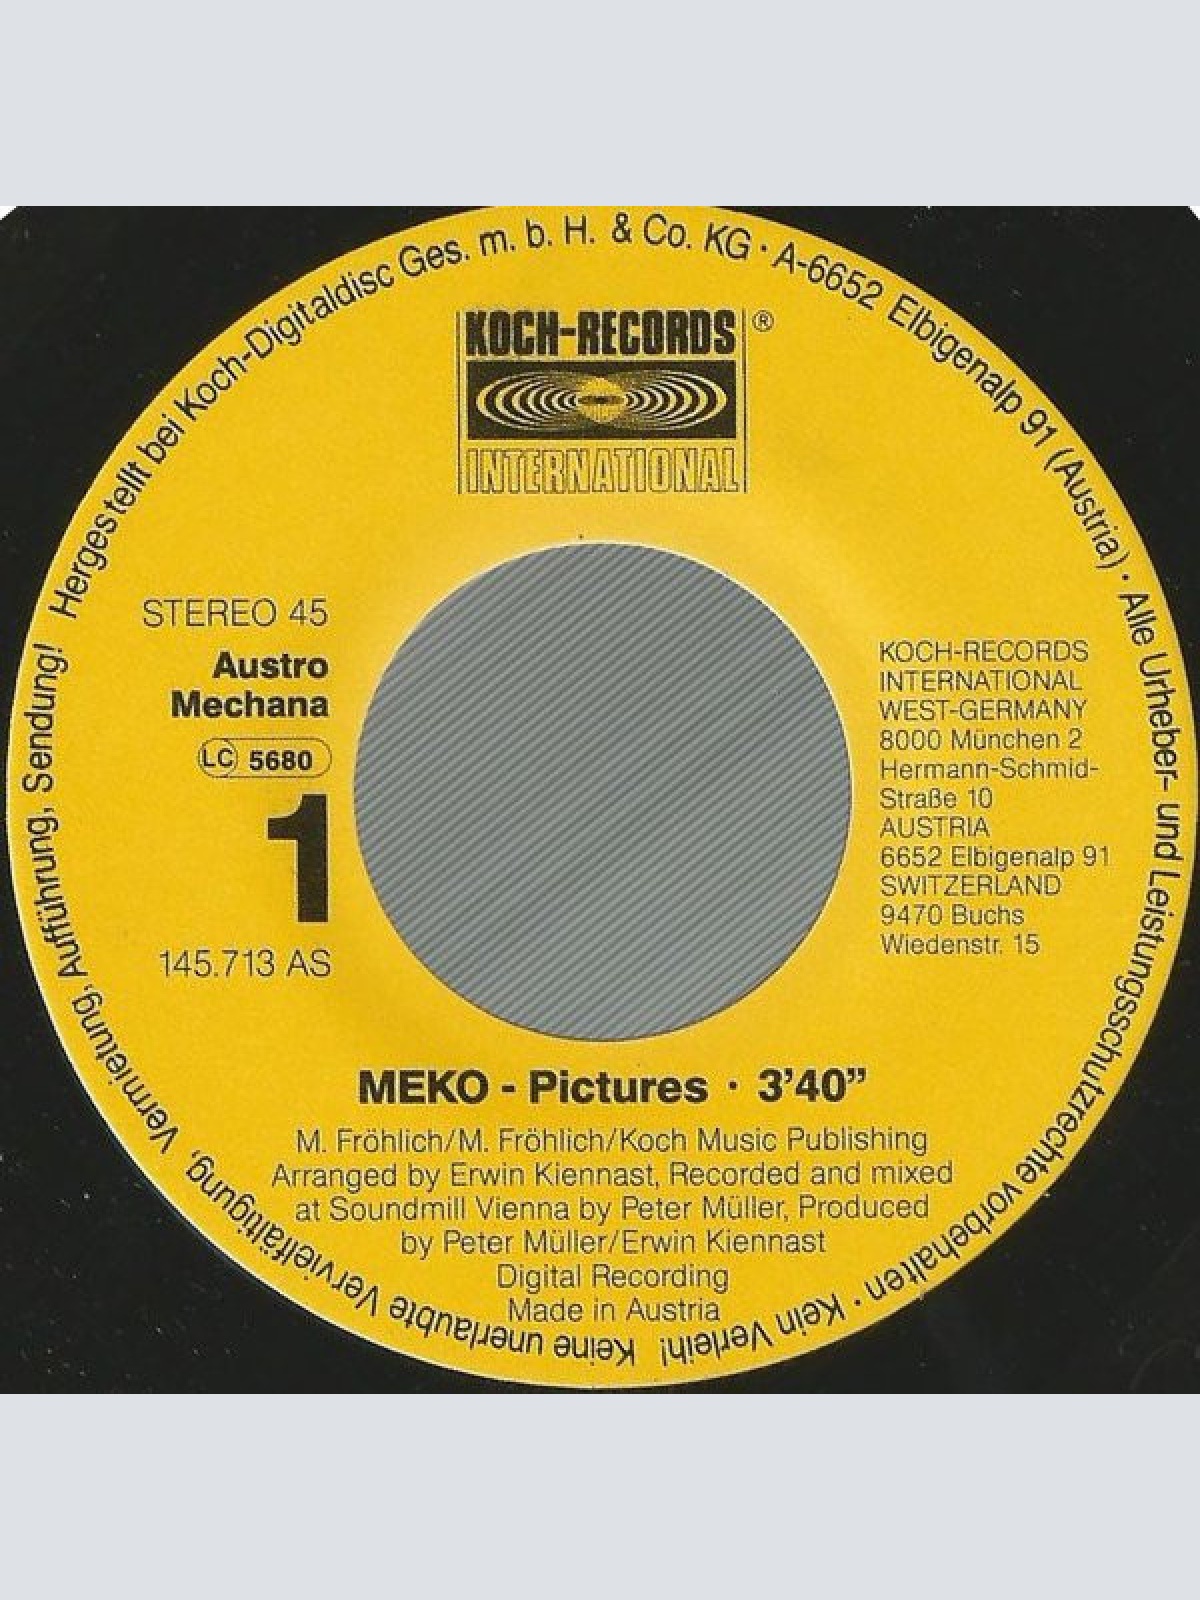 Hergestellt bei Koch-Digitaldisc Ges. m. b. H. & Co. KG · A-6652 Elbigenalp 91 (Austria) · Alle Urheber- und Leistungsschutzrechte vorbehalten · Kein Verleih! Keine unerlaubte Vervielfältigung, Vermietung, Aufführung, Sendung!
KOCH-RECORDS ®
INTERNATIONAL
STEREO 45
Austro
Mechana
LC 5680
1
145.713 AS
KOCH-RECORDS
INTERNATIONAL
WEST-GERMANY
8000 München 2
Hermann-Schmid-
Straße 10
AUSTRIA
6652 Elbigenalp 91
SWITZERLAND
9470 Buchs
Wiedenstr. 15
MEKO - Pictures · 3’40”
M. Fröhlich/M. Fröhlich/Koch Music Publishing
Arranged by Erwin Kiennast, Recorded and mixed
at Soundmill Vienna by Peter Müller, Produced
by Peter Müller/Erwin Kiennast
Digital Recording
Made in Austria